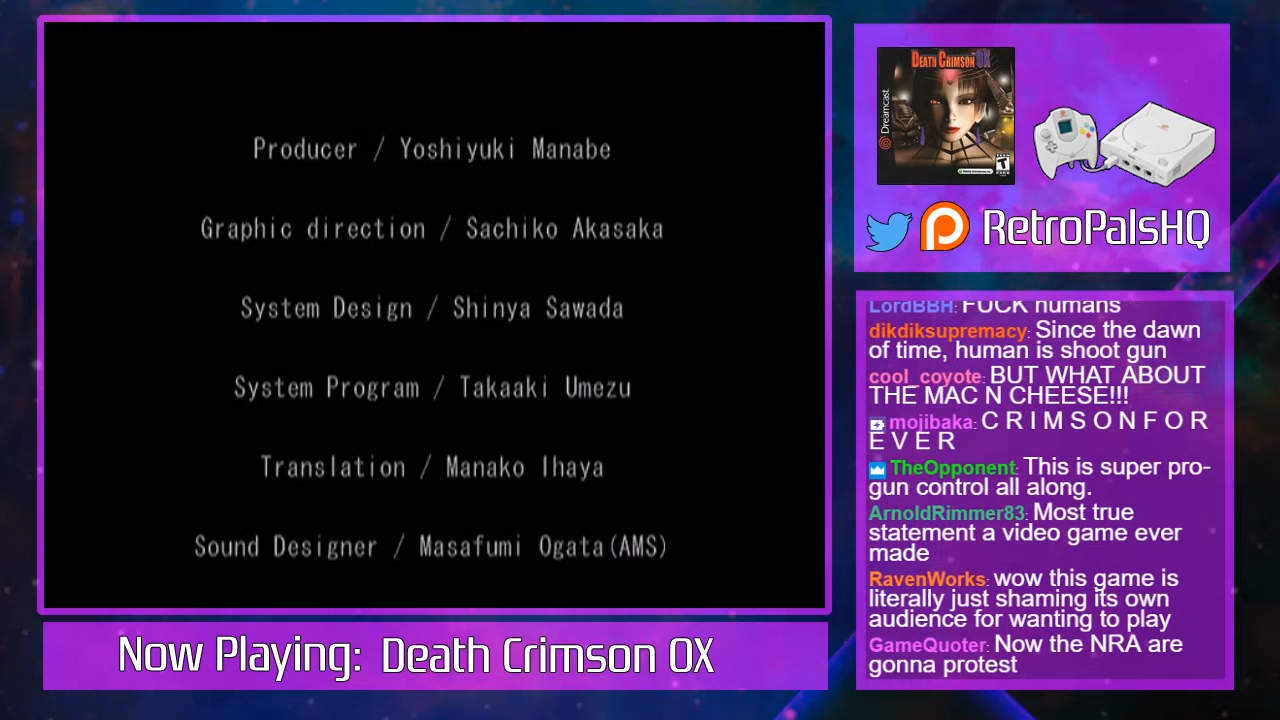 Producer / Yoshiyuki Manabe
Graphic direction / Sachiko Akasaka
System Design / Shinya Sawada
System Program / Takaaki Umezu
Translation / Manako Ihaya
Sound Designer / Masafumi Ogata(AMS)
Now Playing: Death Crimson OX
DEATH CRIMSON OX
Dreamcast
T
RetroPalsHQ
LordBBH: FUCK humans
dikdiksupremacy: Since the dawn
of time, human is shoot gun
cool_coyote: BUT WHAT ABOUT
THE MAC N CHEESE!!!
mojibaka: C R I M S O N F O R
E V E R
TheOpponent: This is super pro-
gun control all along.
ArnoldRimmer83: Most true
statement a video game ever
made
RavenWorks: wow this game is
literally just shaming its own
audience for wanting to play
GameQuoter: Now the NRA are
gonna protest